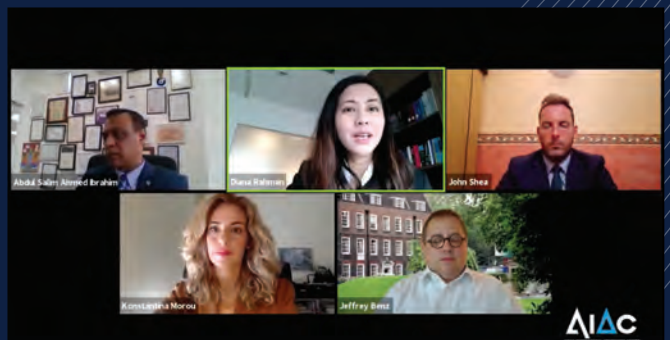 Abdul Salim Ahmed Ibrahim
Diana Rahman
John Shea
Konstantina Morou
Jeffrey Benz
AIAC